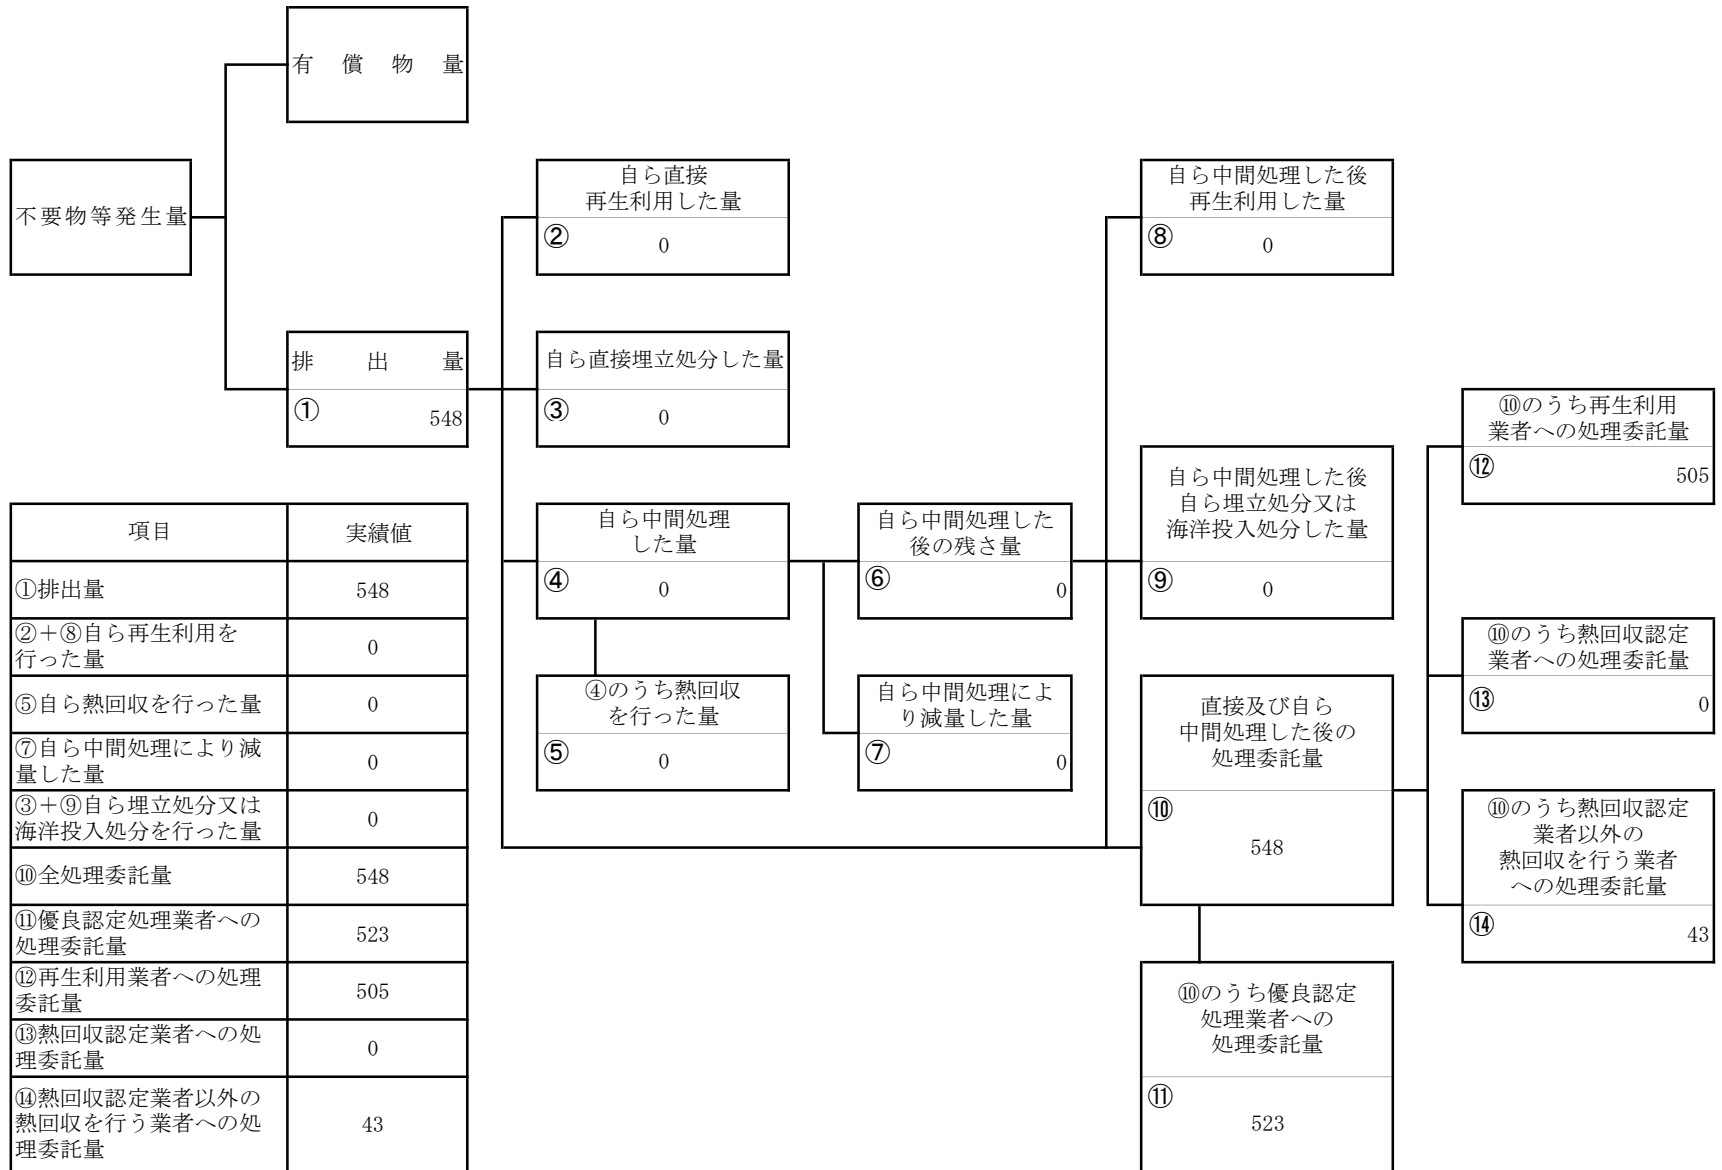 有償物量
不要物等発生量
排出量
①
548
自ら直接
再生利用した量
②
0
自ら直接埋立処分した量
③
0
自ら中間処理
した量
④
0
④のうち熱回収
を行った量
⑤
0
自ら中間処理した
後の残さ量
⑥
0
自ら中間処理によ
り減量した量
⑦
0
自ら中間処理した後
再生利用した量
⑧
0
自ら中間処理した後
自ら埋立処分又は
海洋投入処分した量
⑨
0
直接及び自ら
中間処理した後の
処理委託量
⑩
548
⑩のうち優良認定
処理業者への
処理委託量
⑪
523
⑩のうち再生利用
業者への処理委託量
⑫
505
⑩のうち熱回収認定
業者への処理委託量
⑬
0
⑩のうち熱回収認定
業者以外の
熱回収を行う業者
への処理委託量
⑭
43
項目 実績値
①排出量 548
②＋⑧自ら再生利用を
行った量
0
⑤自ら熱回収を行った量 0
⑦自ら中間処理により減
量した量
0
③＋⑨自ら埋立処分又は
海洋投入処分を行った量
0
⑩全処理委託量 548
⑪優良認定処理業者への
処理委託量
523
⑫再生利用業者への処理
委託量
505
⑬熱回収認定業者への処
理委託量
0
⑭熱回収認定業者以外の
熱回収を行う業者への処
理委託量
43